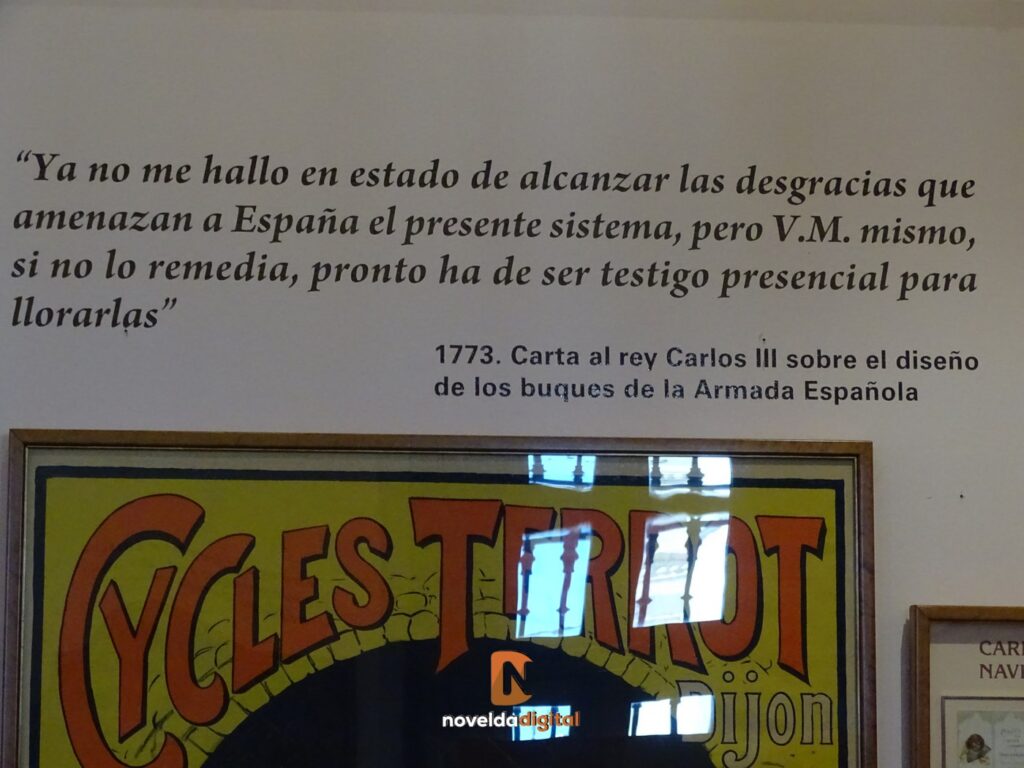 “Ya no me hallo en estado de alcanzar las desgracias que
amenazan a España el presente sistema, pero V.M. mismo,
si no lo remedia, pronto ha de ser testigo presencial para
llorarlas”
1773. Carta al rey Carlos III sobre el diseño
de los buques de la Armada Española
CYCLES TERROT
Dijon
noveldadigital